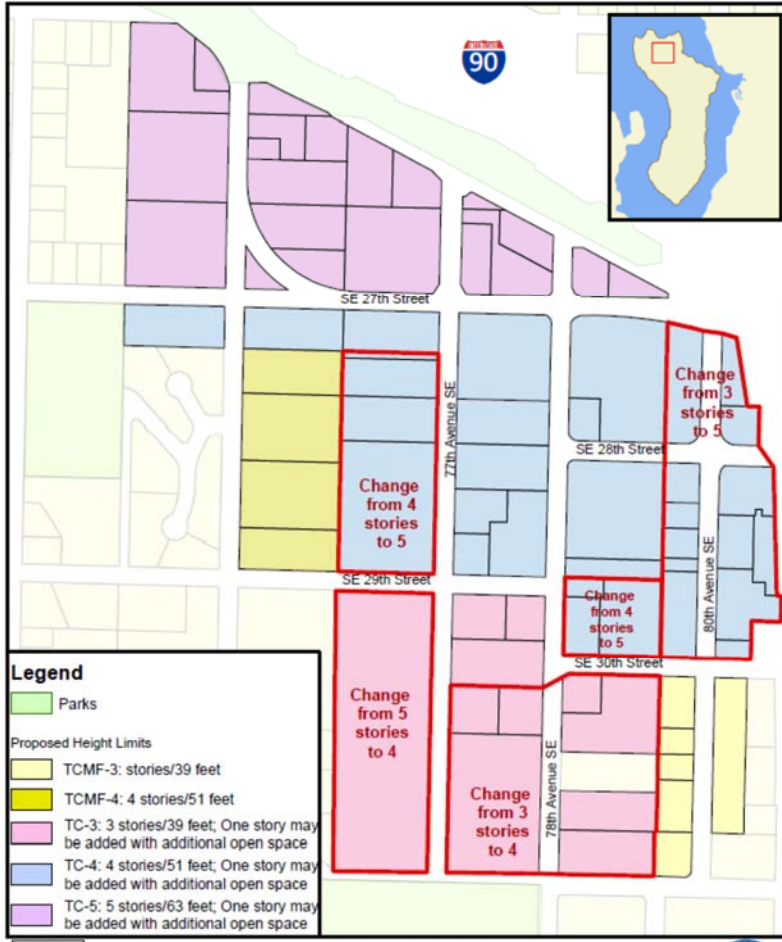 INTERSTATE
90
SE 27th Street
77th Avenue SE
Change
from 3
stories
to 5
SE 28th Street
Change
from 4
stories
to 5
80th Avenue SE
SE 29th Street
Change
from 4
stories
to 5
SE 30th Street
Change
from 5
stories
to 4
78th Avenue SE
Change
from 3
stories
to 4
Legend
Parks
Proposed Height Limits
TCMF-3: stories/39 feet
TCMF-4: 4 stories/51 feet
TC-3: 3 stories/39 feet; One story may
be added with additional open space
TC-4: 4 stories/51 feet; One story may
be added with additional open space
TC-5: 5 stories/63 feet; One story may
be added with additional open space